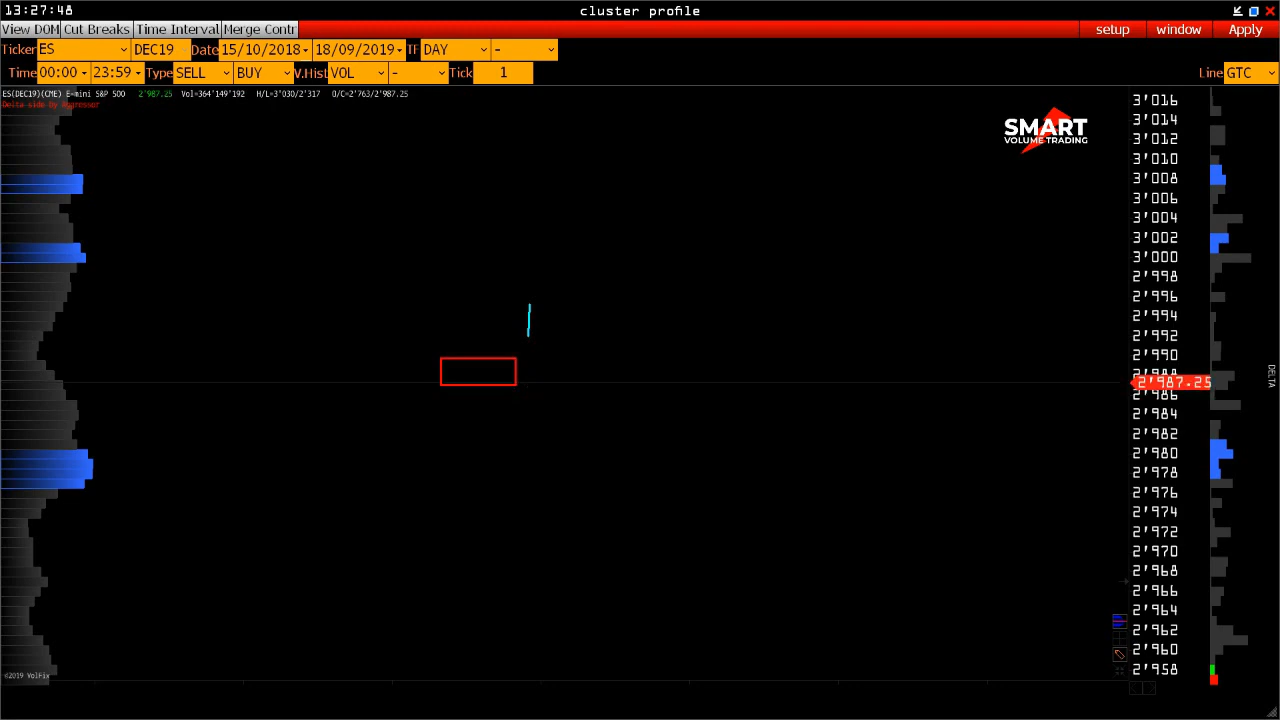 13:27:48
cluster profile
View DOM Cut Breaks Time Interval Merge Contr
setup window Apply
Ticker ES DEC19 Date 15/10/2018 18/09/2019 TF DAY -
Time 00:00 23:59 Type SELL BUY V.Hist VOL - Tick 1
Line GTC
ES(DEC19)(CME) E-mini S&P 500 2'987.25 Vol=364'149'192 H/L=3'030/2'317 O/C=2'763/2'987.25
Delta side by Aggressor
SMART
VOLUME TRADING
3'016
3'014
3'012
3'010
3'008
3'006
3'004
3'002
3'000
2'998
2'996
2'994
2'992
2'990
2'988
2'987.25
2'986
2'984
2'982
2'980
2'978
2'976
2'974
2'972
2'970
2'968
2'966
2'964
2'962
2'960
2'958
DELTA
©2019 VolFix